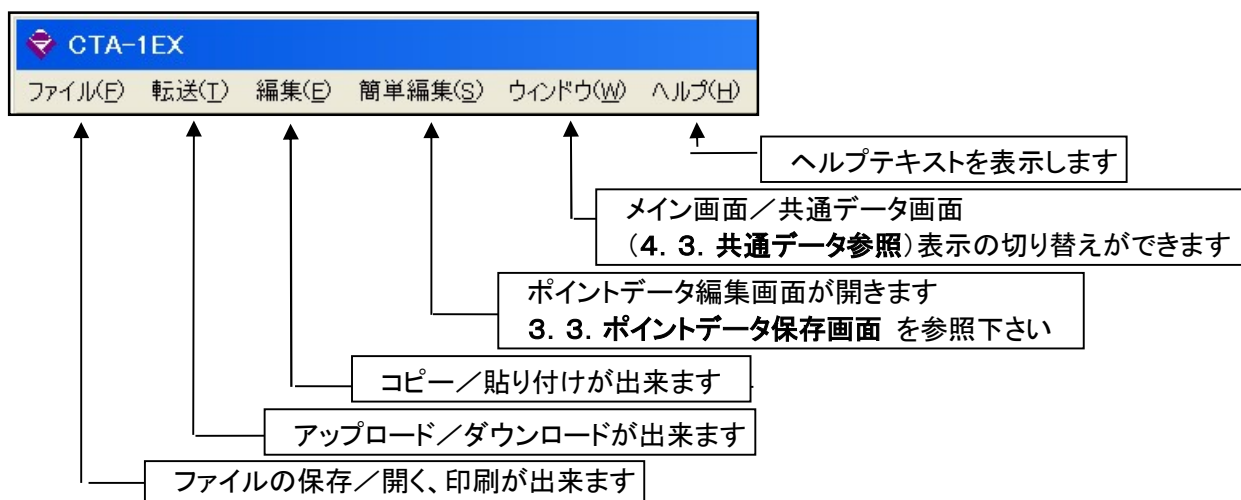 CTA-1EX
ファイル(F) 転送(T) 編集(E) 簡単編集(S) ウィンドウ(W) ヘルプ(H)
ヘルプテキストを表示します
メイン画面／共通データ画面
（４．３．共通データ参照）表示の切り替えができます
ポイントデータ編集画面が開きます
３．３．ポイントデータ保存画面 を参照下さい
コピー／貼り付けが出来ます
アップロード／ダウンロードが出来ます
ファイルの保存／開く、印刷が出来ます